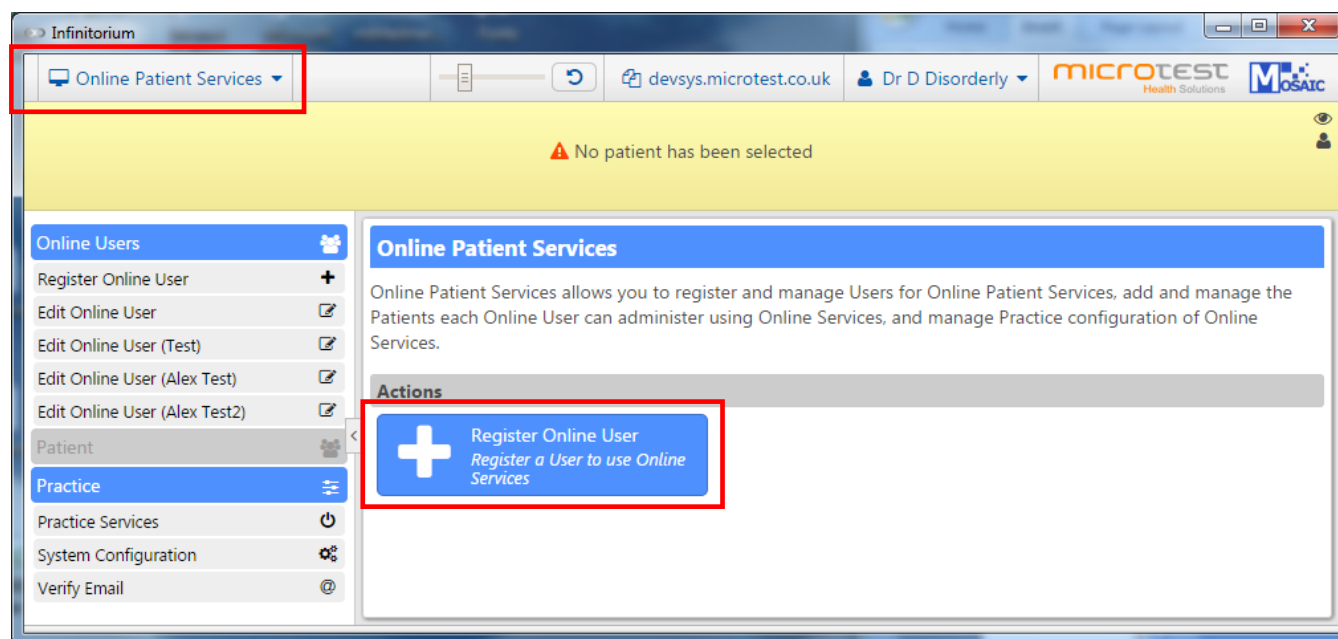 Infinitorium
Online Patient Services
devsys.microtest.co.uk
Dr D Disorderly
microtest
Health Solutions
MOSAIC
No patient has been selected
Online Users
Register Online User
Edit Online User
Edit Online User (Test)
Edit Online User (Alex Test)
Edit Online User (Alex Test2)
Patient
Practice
Practice Services
System Configuration
Verify Email
@
Online Patient Services
Online Patient Services allows you to register and manage Users for Online Patient Services, add and manage the
Patients each Online User can administer using Online Services, and manage Practice configuration of Online
Services.
Actions
Register Online User
Register a User to use Online
Services